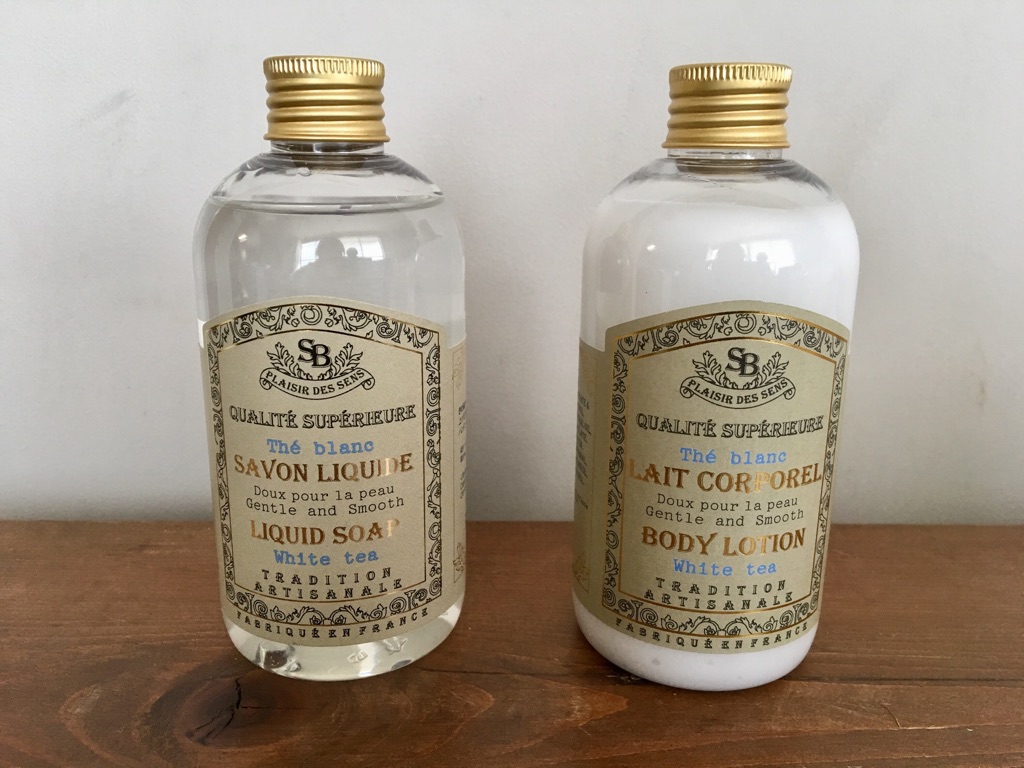 SB
PLAISIR DES SENS
QUALITÉ SUPÉRIEURE
Thé blanc
SAVON LIQUIDE
Doux pour la peau
Gentle and Smooth
LIQUID SOAP
White tea
TRADITION
ARTISANALE
FABRIQUÉ EN FRANCE
SB
PLAISIR DES SENS
QUALITÉ SUPÉRIEURE
Thé blanc
LAIT CORPOREL
Doux pour la peau
Gentle and Smooth
BODY LOTION
White tea
TRADITION
ARTISANALE
FABRIQUÉ EN FRANCE